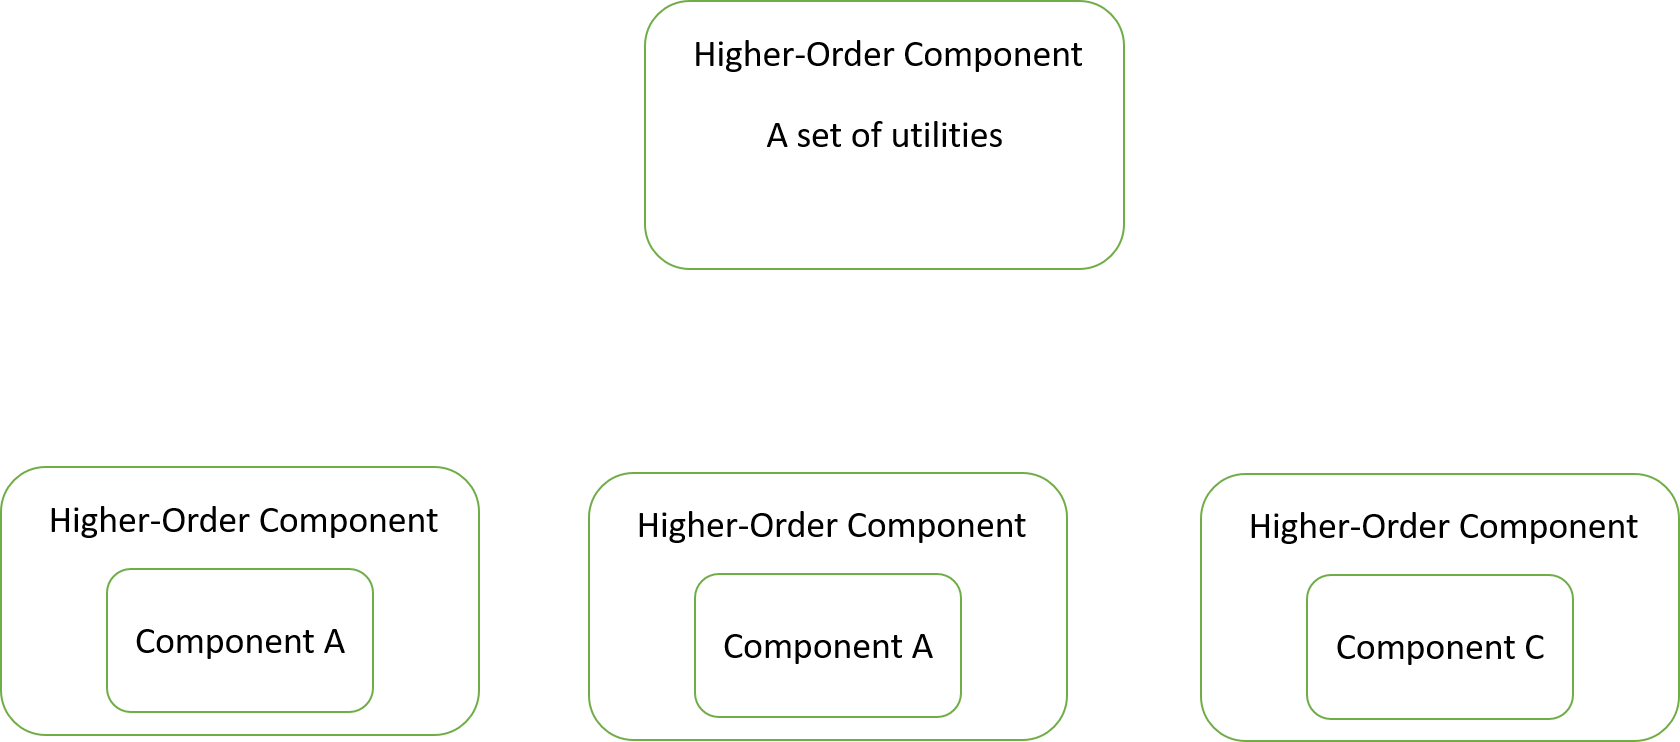 Higher-Order Component
A set of utilities
Higher-Order Component
Component A
Higher-Order Component
Component A
Higher-Order Component
Component C